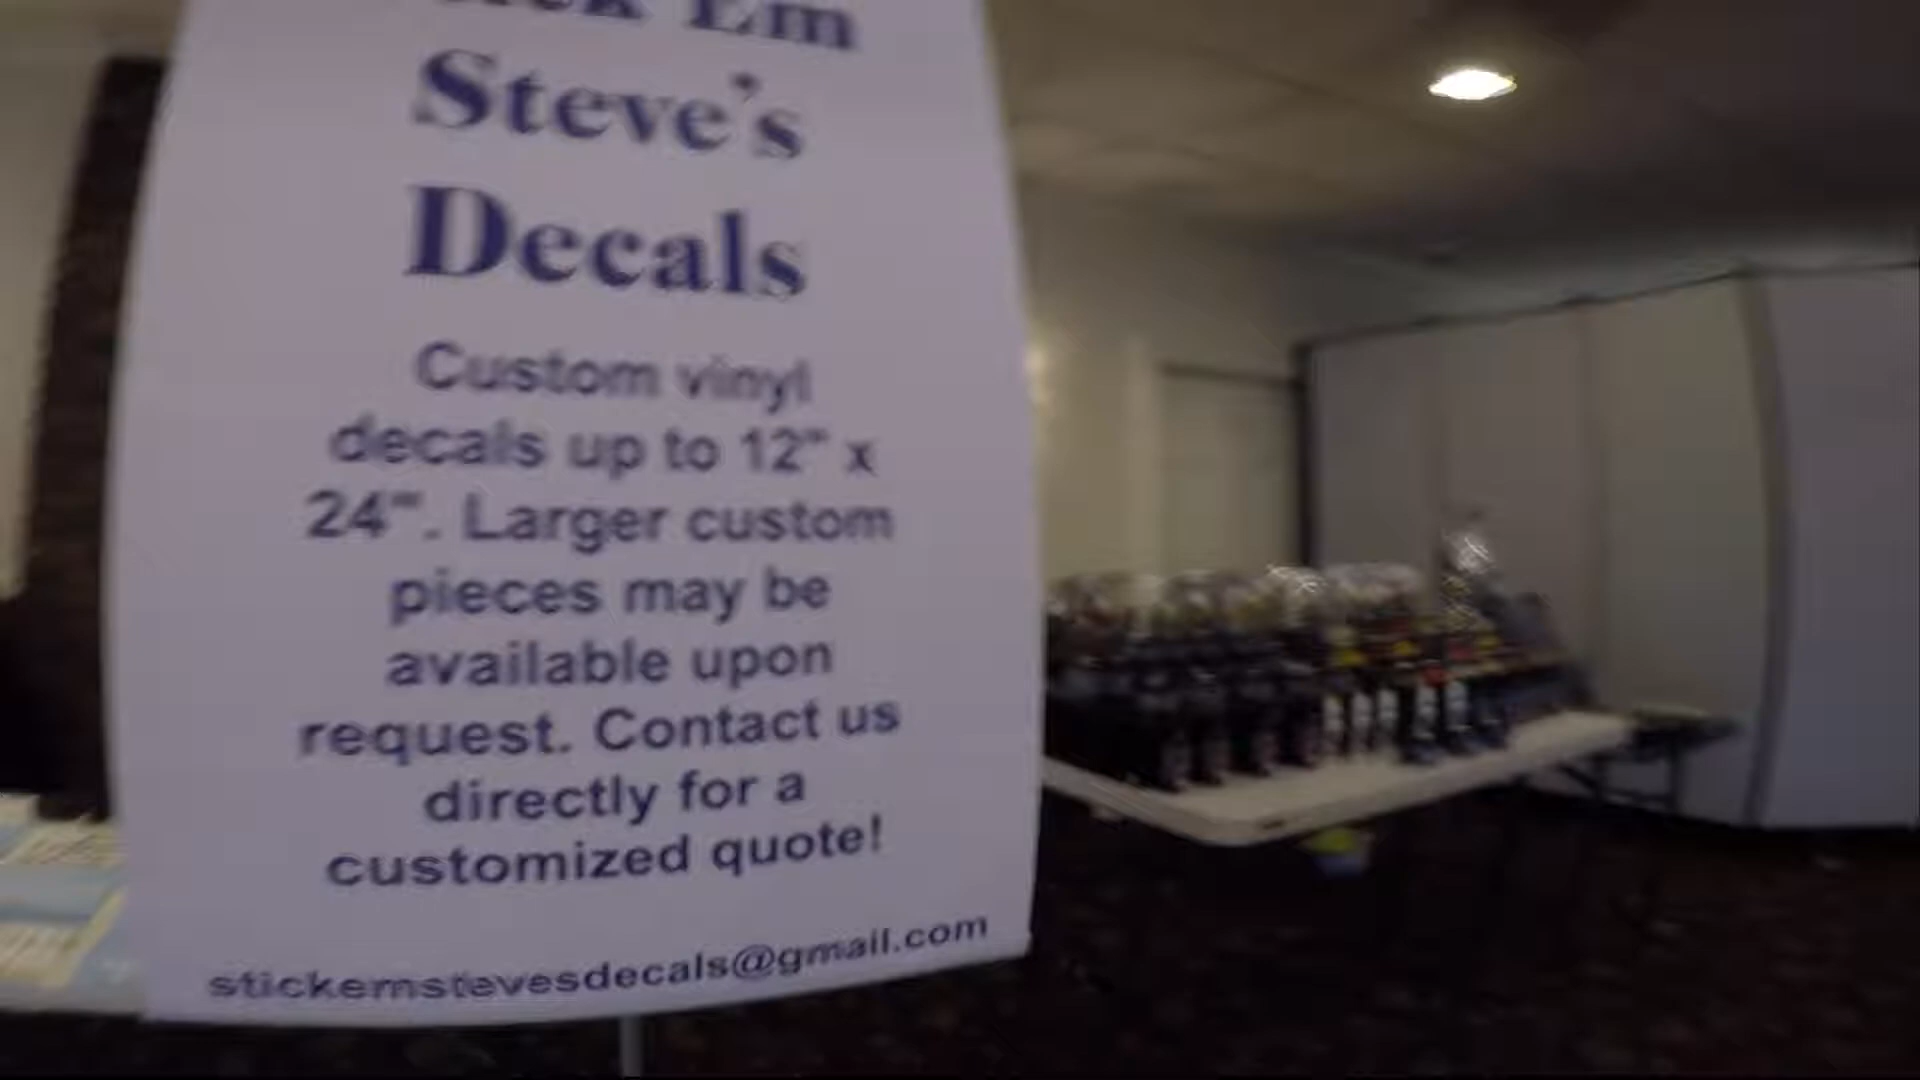 Em
Steve's
Decals
Custom vinyl
decals up to 12" x
24". Larger custom
pieces may be
available upon
request. Contact us
directly for a
customized quote!
stickemstevesdecals@gmail.com